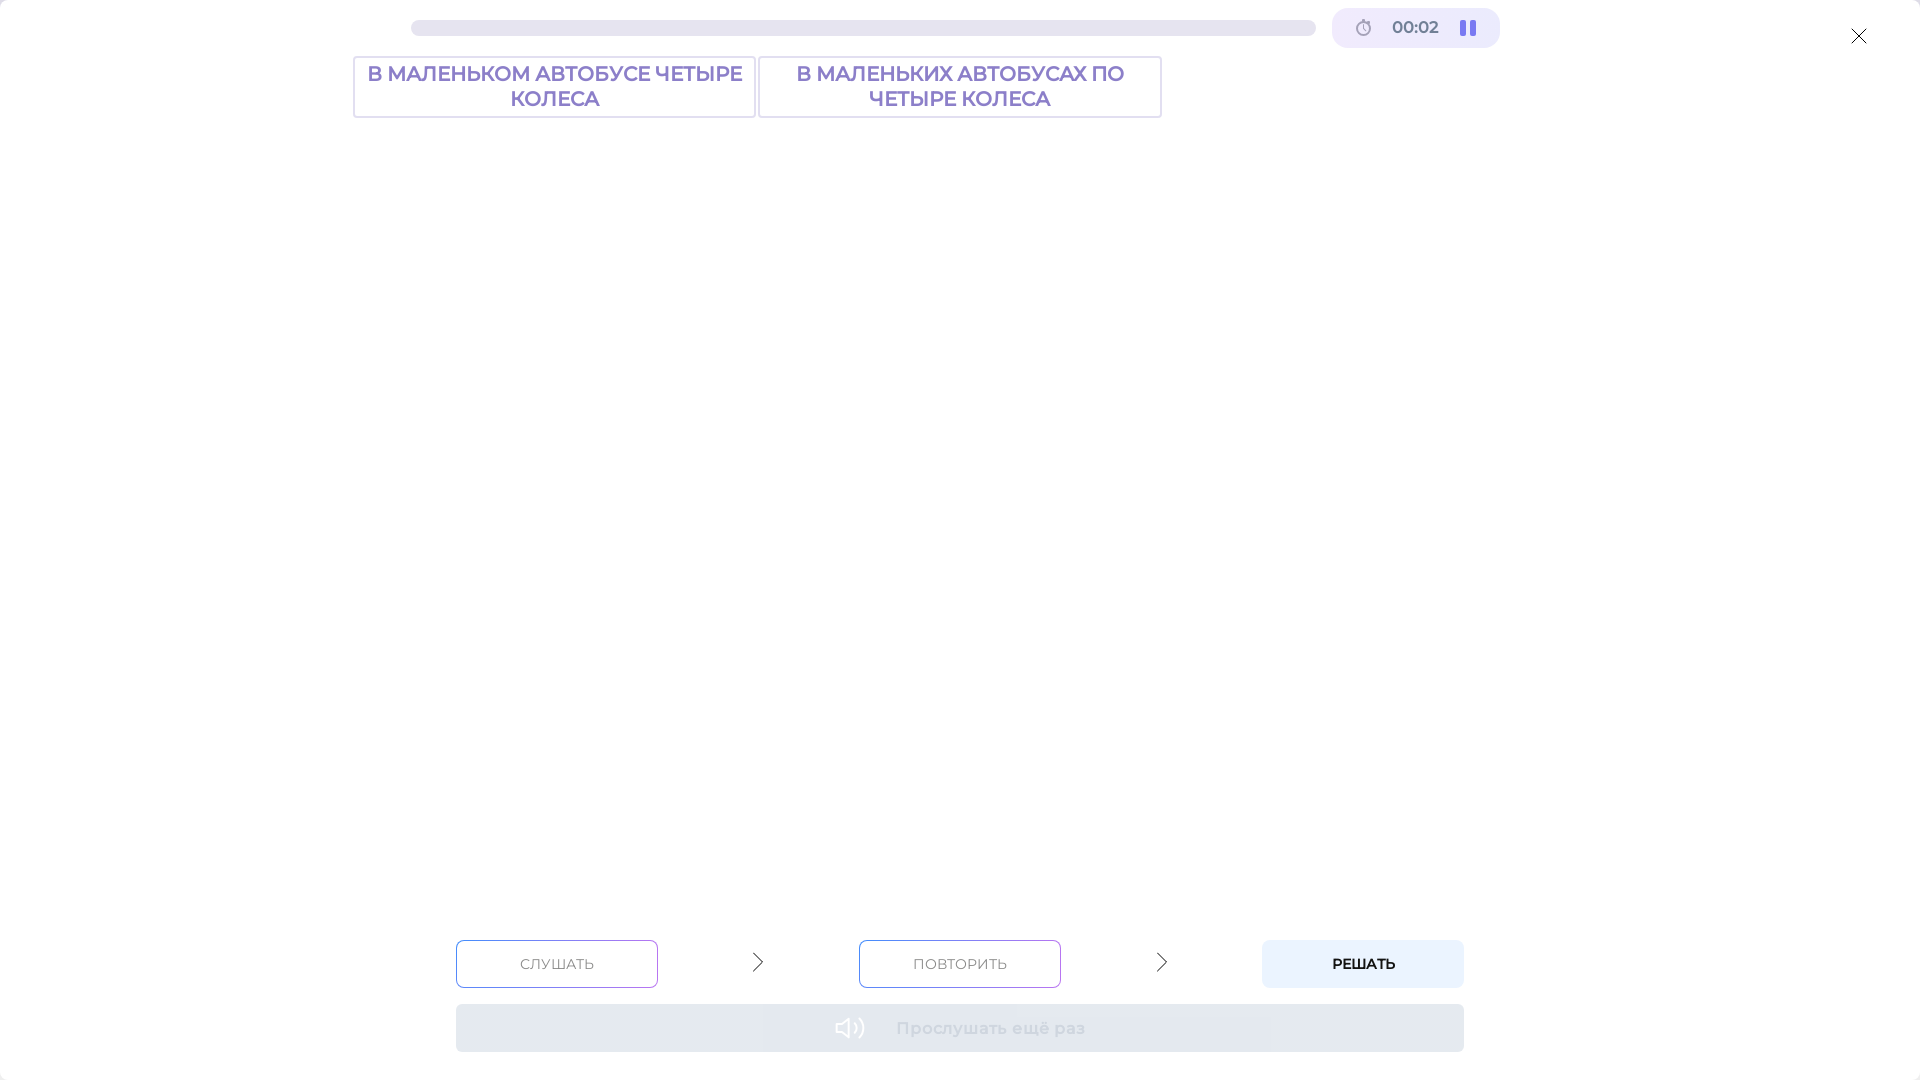 00:02
В МАЛЕНЬКОМ АВТОБУСЕ ЧЕТЫРЕ
КОЛЕСА
В МАЛЕНЬКИХ АВТОБУСАХ ПО
ЧЕТЫРЕ КОЛЕСА
СЛУШАТЬ
ПОВТОРИТЬ
РЕШАТЬ
Прослушать ещё раз